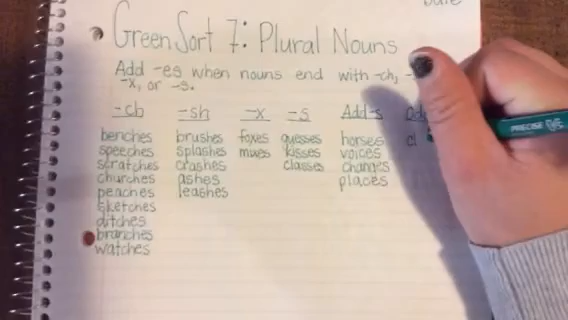 Date
Green Sort 7: Plural Nouns
Add -es when nouns end with -ch,
-x, or -s.
-ch -sh -x -s Add-s
benches brushes foxes guesses horses
speeches splashes mixes kisses voices
scratches crashes classes changes
churches ashes places
peaches leashes
sketches
ditches
branches
watches
PRECISE